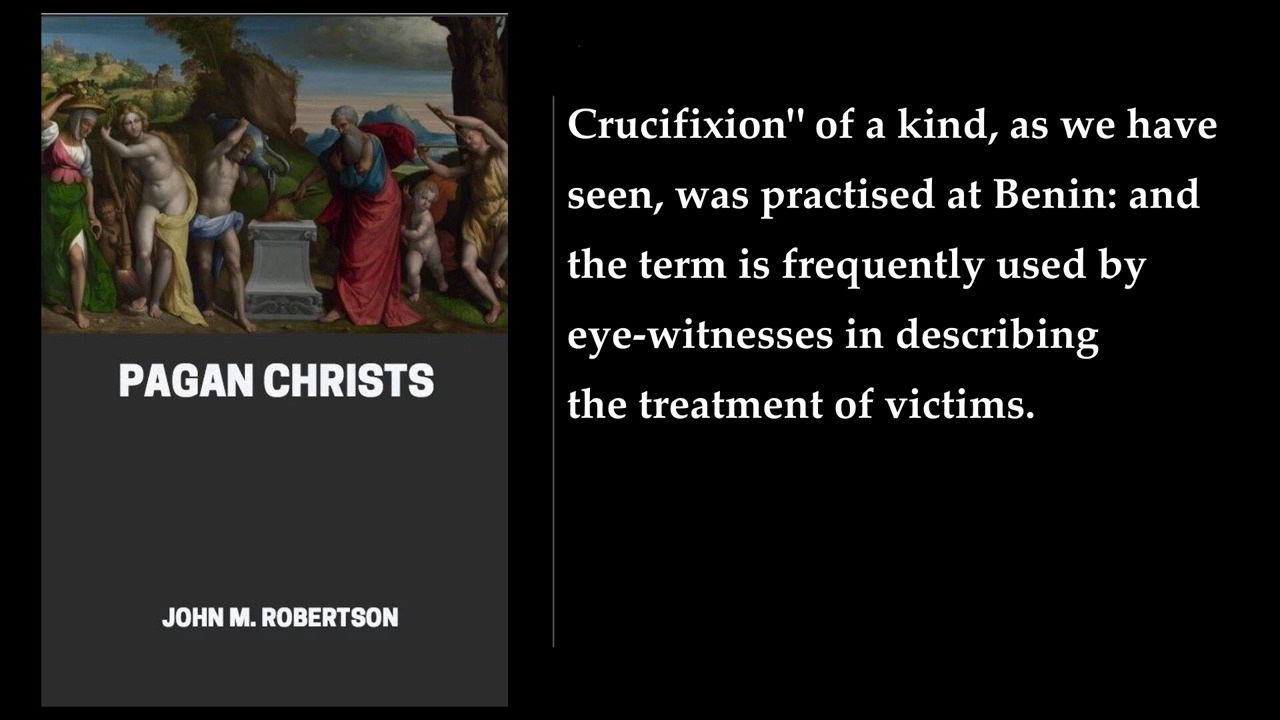 PAGAN CHRISTS
JOHN M. ROBERTSON
Crucifixion" of a kind, as we have
seen, was practised at Benin: and
the term is frequently used by
eye-witnesses in describing
the treatment of victims.